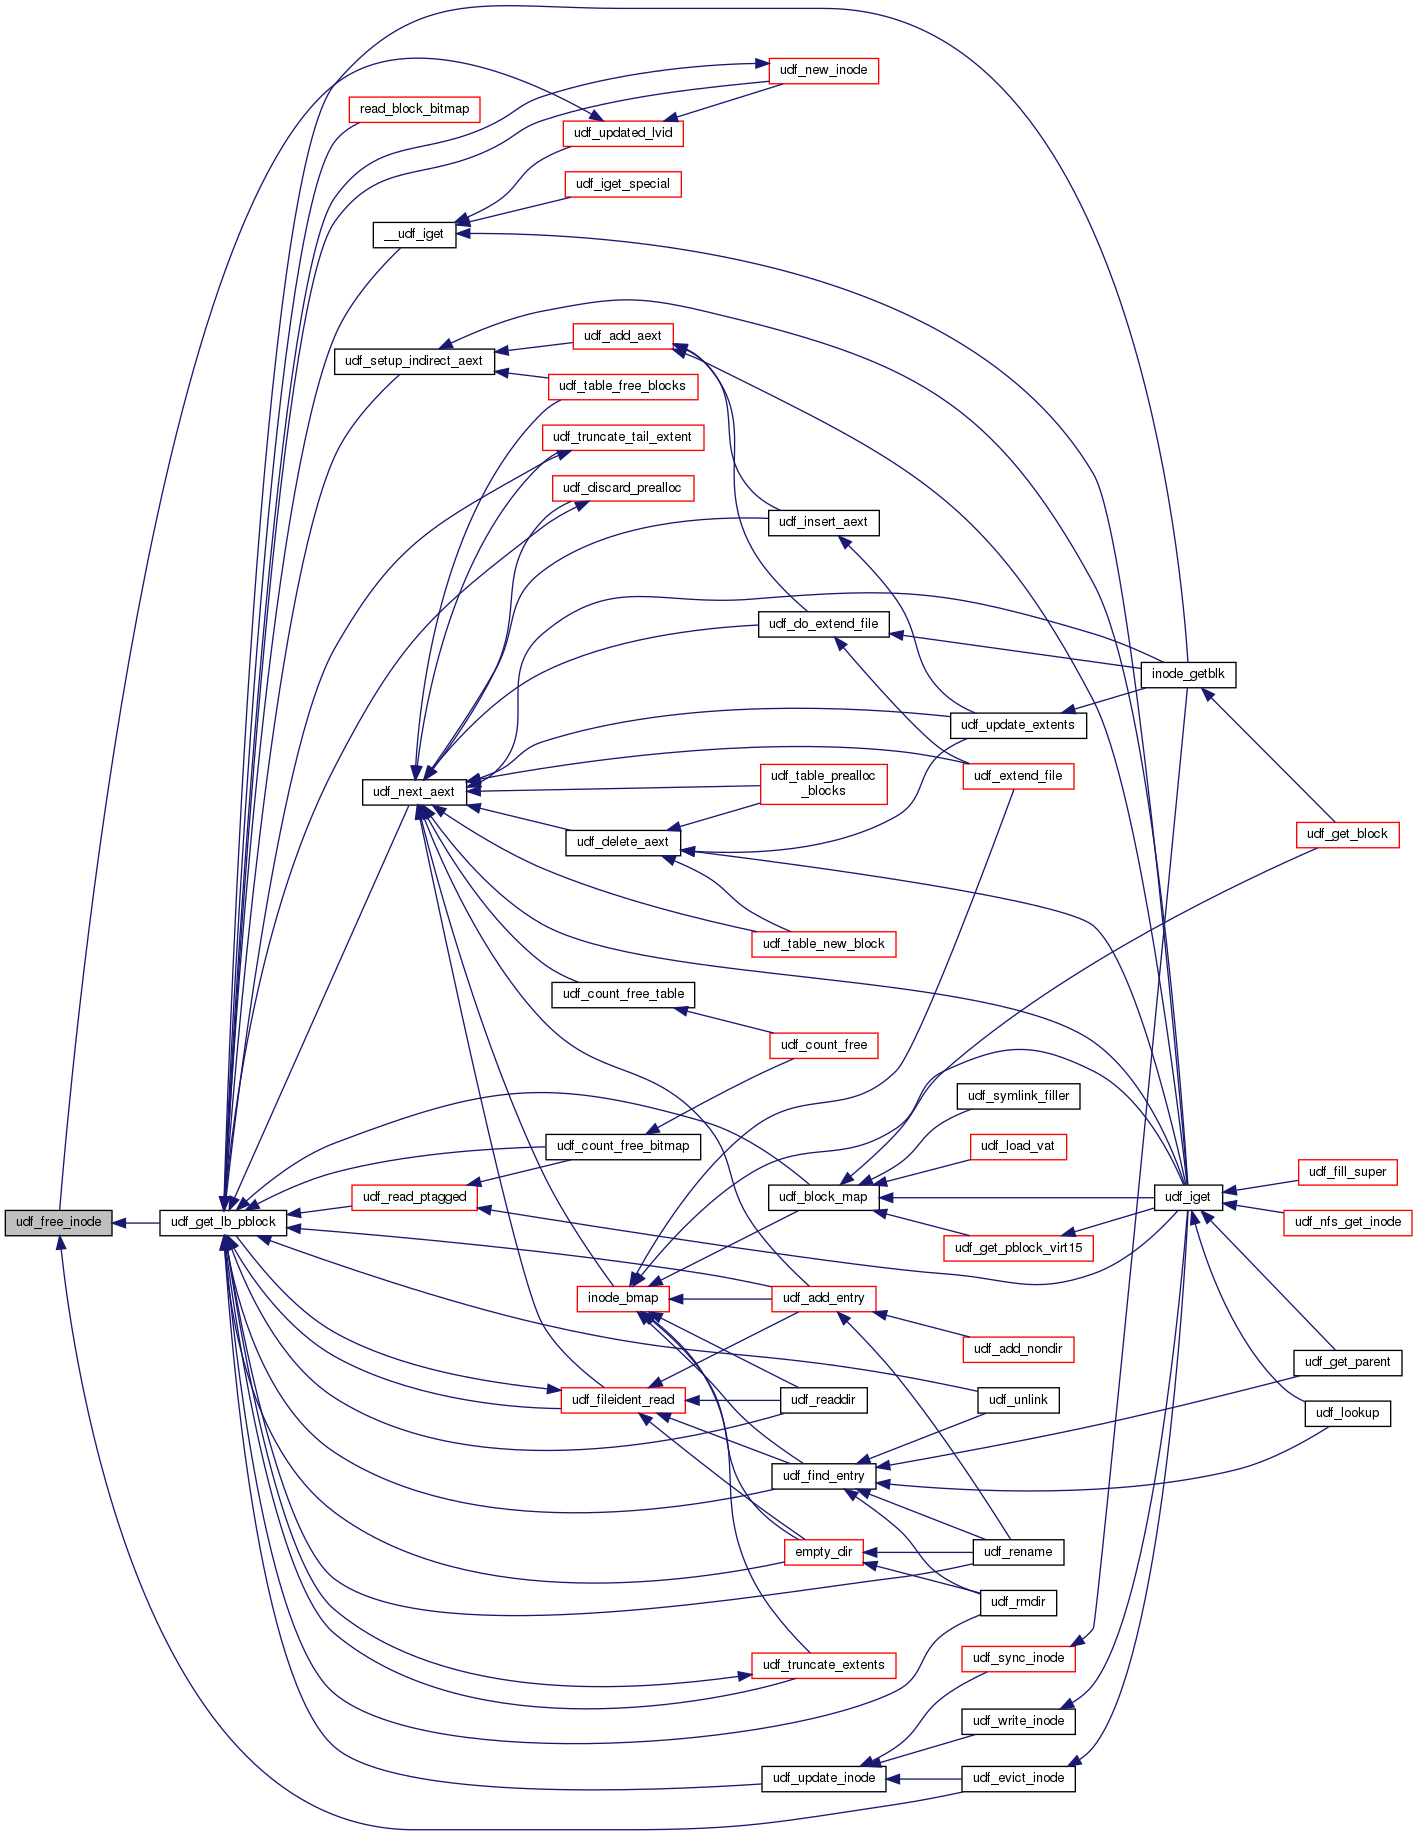 udf_new_inode
read_block_bitmap
udf_updated_lvid
udf_iget_special
__udf_iget
udf_add_aext
udf_setup_indirect_aext
udf_table_free_blocks
udf_truncate_tail_extent
udf_discard_prealloc
udf_insert_aext
udf_do_extend_file
inode_getblk
udf_update_extents
udf_next_aext
udf_table_prealloc
_blocks
udf_extend_file
udf_get_block
udf_delete_aext
udf_table_new_block
udf_count_free_table
udf_count_free
udf_symlink_filler
udf_count_free_bitmap
udf_load_vat
udf_fill_super
udf_read_ptagged
udf_block_map
udf_iget
udf_free_inode
udf_get_lb_pblock
udf_nfs_get_inode
udf_get_pblock_virt15
inode_bmap
udf_add_entry
udf_add_nondir
udf_get_parent
udf_fileident_read
udf_readdir
udf_unlink
udf_lookup
udf_find_entry
empty_dir
udf_rename
udf_rmdir
udf_truncate_extents
udf_sync_inode
udf_write_inode
udf_update_inode
udf_evict_inode